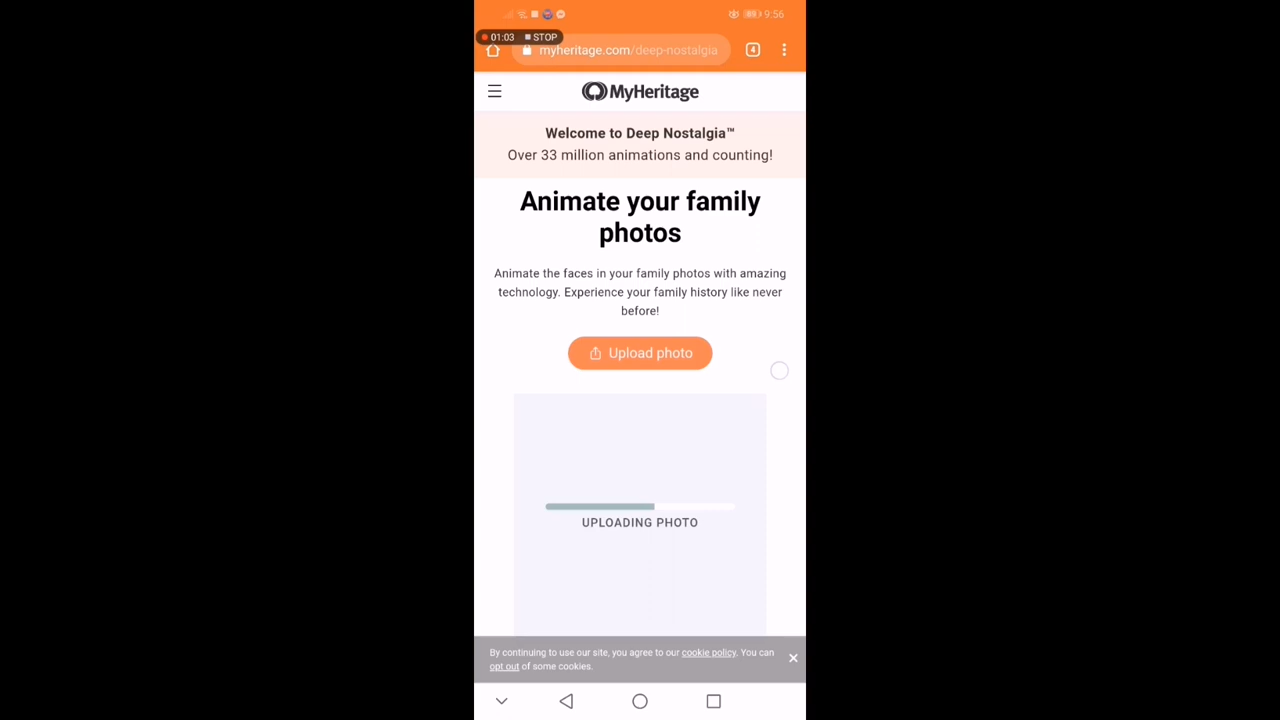 9:56
01:03 STOP
myheritage.com/deep-nostalgia
4
MyHeritage
Welcome to Deep Nostalgia™
Over 33 million animations and counting!
Animate your family
photos
Animate the faces in your family photos with amazing
technology. Experience your family history like never
before!
Upload photo
UPLOADING PHOTO
By continuing to use our site, you agree to our cookie policy. You can
opt out of some cookies.